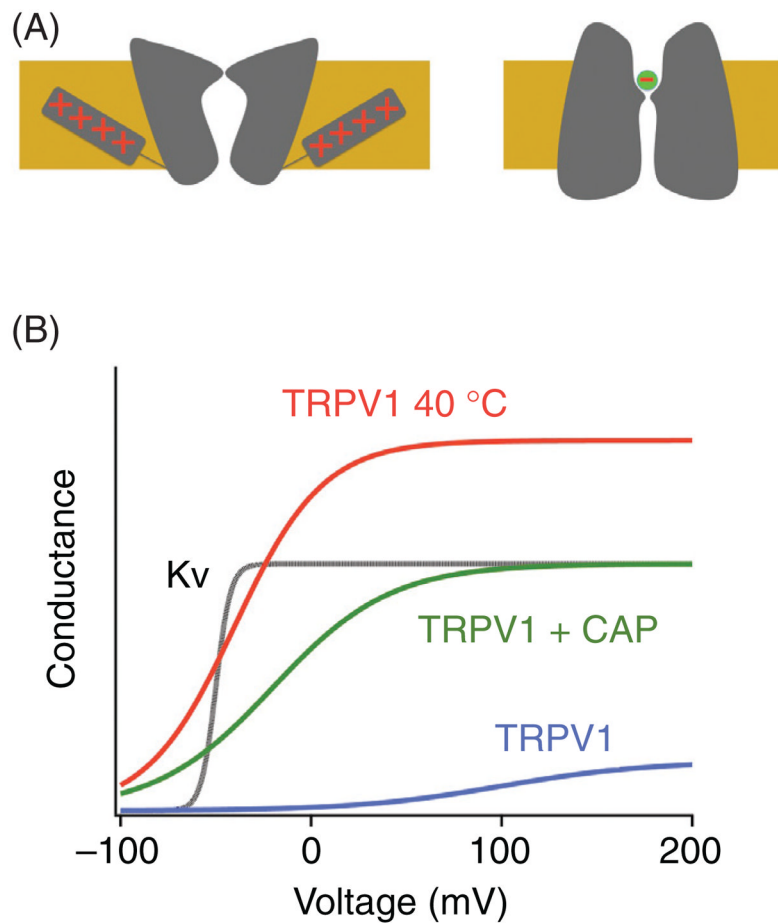 (A)
+ + + +
+ + + +
−
(B)
TRPV1 40 °C
Kv
TRPV1 + CAP
TRPV1
Conductance
–100 0 100 200
Voltage (mV)